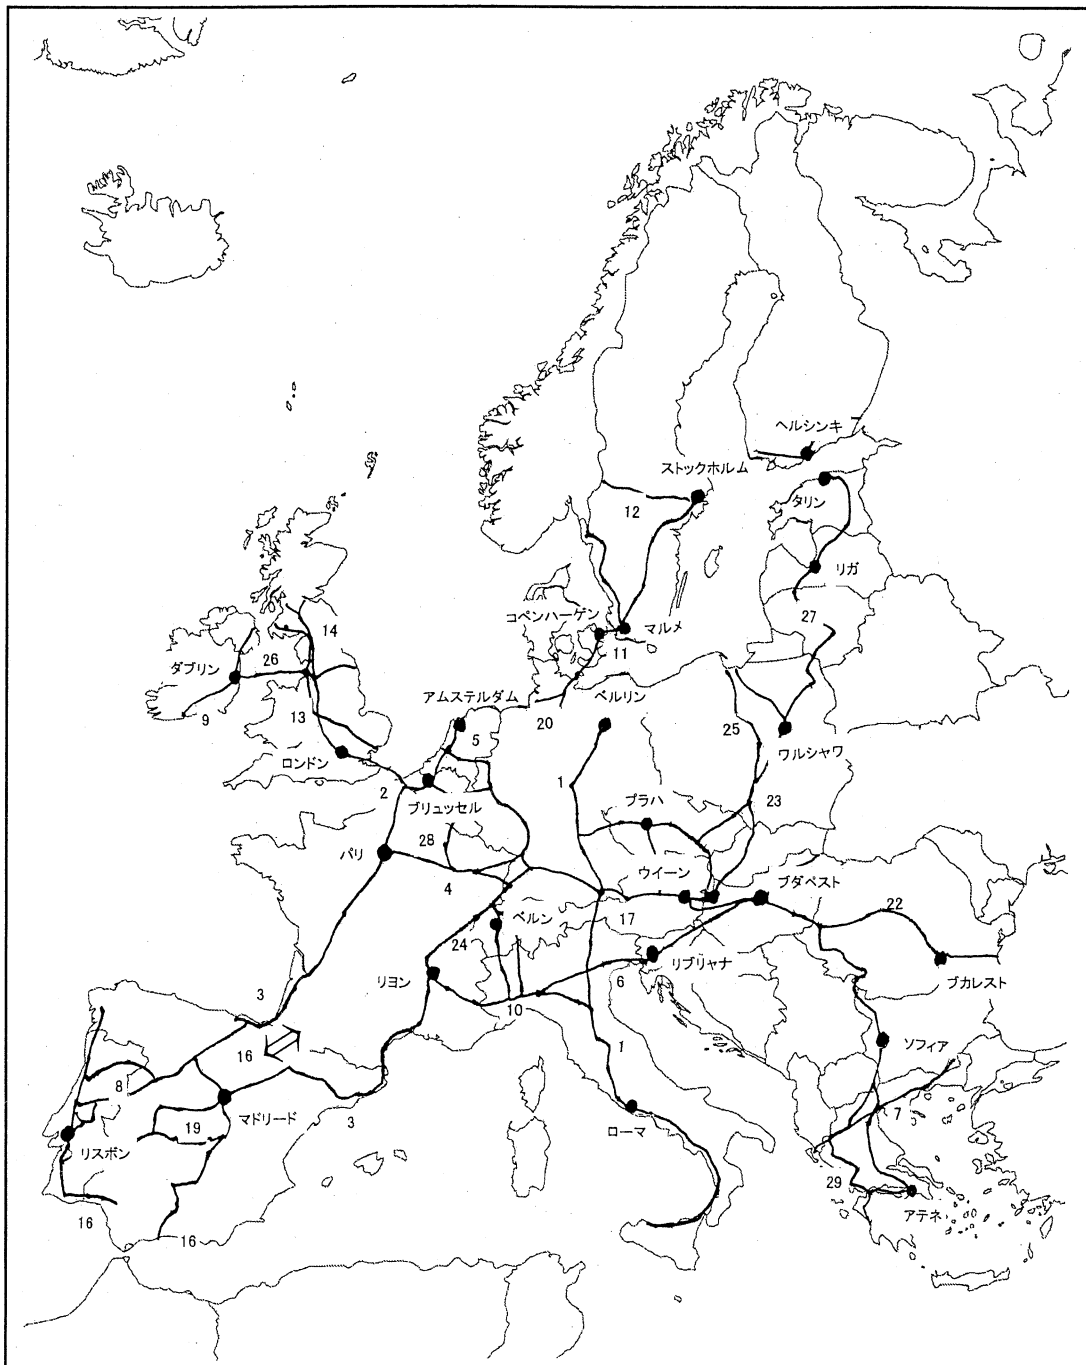 ヘルシンキ
ストックホルム
タリン
12
リガ
コペンハーゲン
マルメ
27
14
11
ダブリン
26
アムステルダム
ベルリン
9
20
13
5
25
ワルシャワ
ロンドン
2
1
ブリュッセル
プラハ
23
28
パリ
ウイーン
ブダペスト
4
22
ベルン
17
24
リブリャナ
リヨン
6
ブカレスト
3
10
16
1
ソフィア
8
3
マドリード
7
19
ローマ
リスボン
29
アテネ
16
16